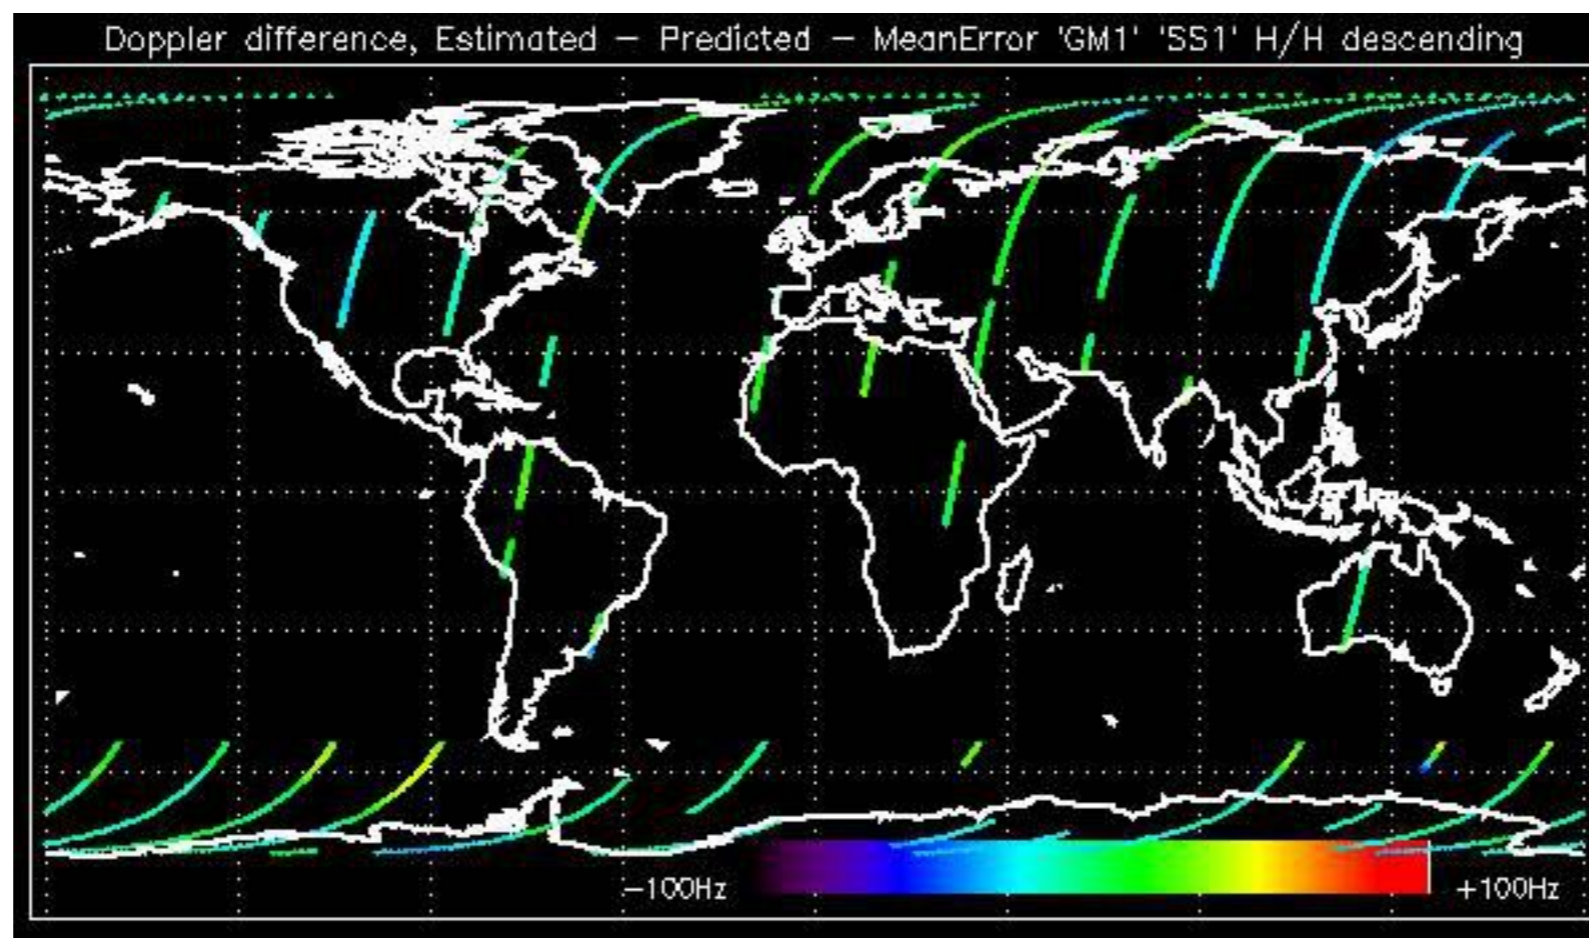 Doppler difference, Estimated — Predicted — MeanError 'GM1' 'SS1' H/H descending
−100Hz
+100Hz